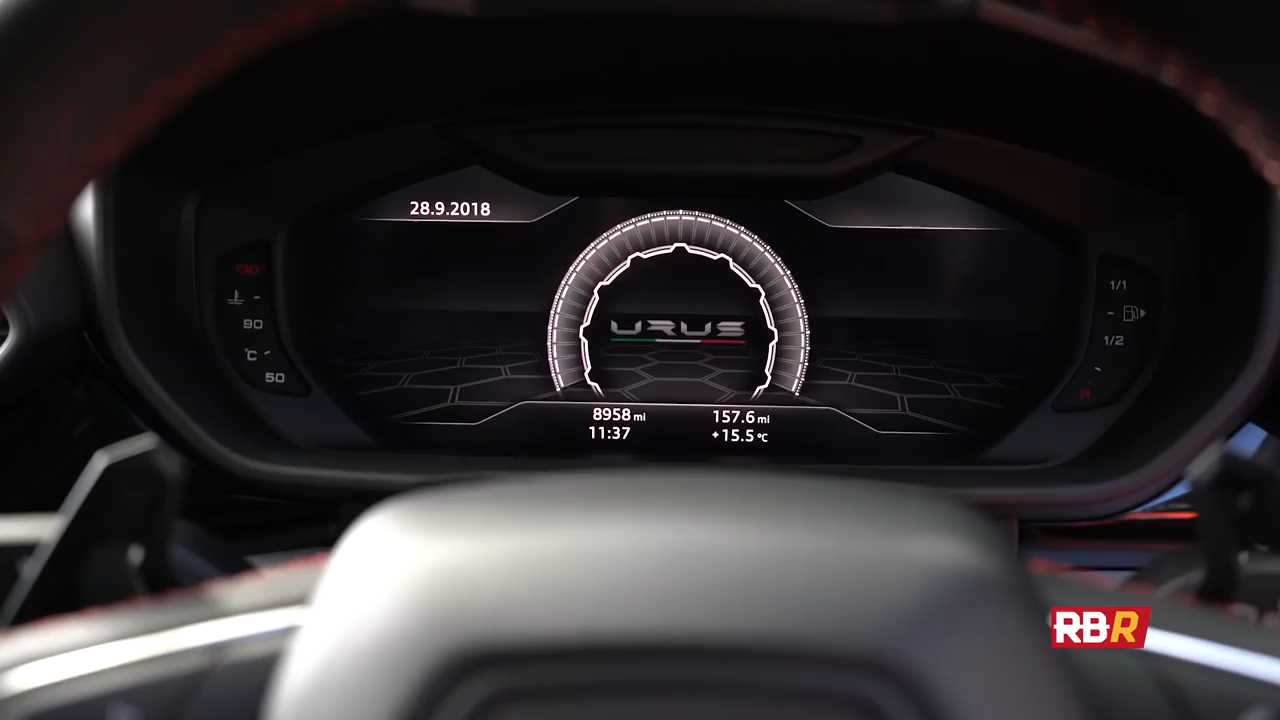 28.9.2018
130
90
°C
50
URUS
1/1
1/2
R
8958 mi
157.6 mi
11:37
+15.5 °C
RBR